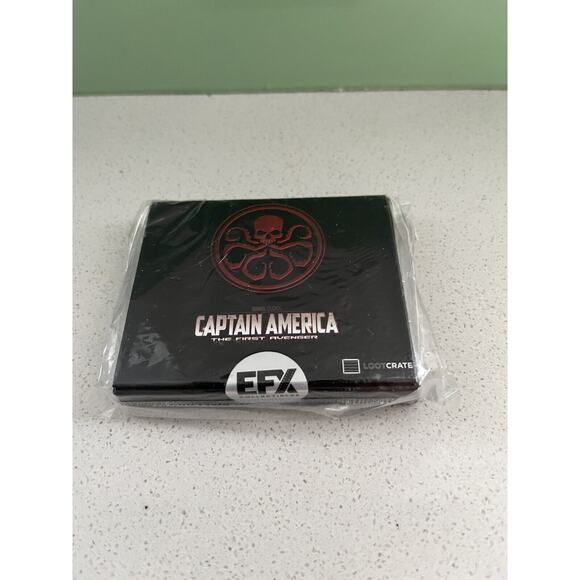 CAPTAIN AMERICA
THE FIRST AVENGER
EFX
COLLECTIBLES
LOOTCRATE